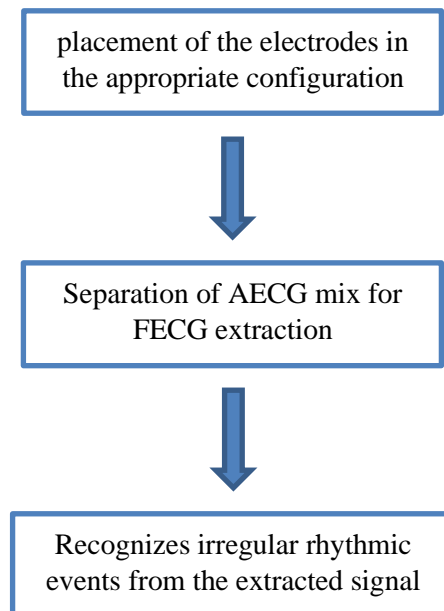 placement of the electrodes in
the appropriate configuration
Separation of AECG mix for
FECG extraction
Recognizes irregular rhythmic
events from the extracted signal